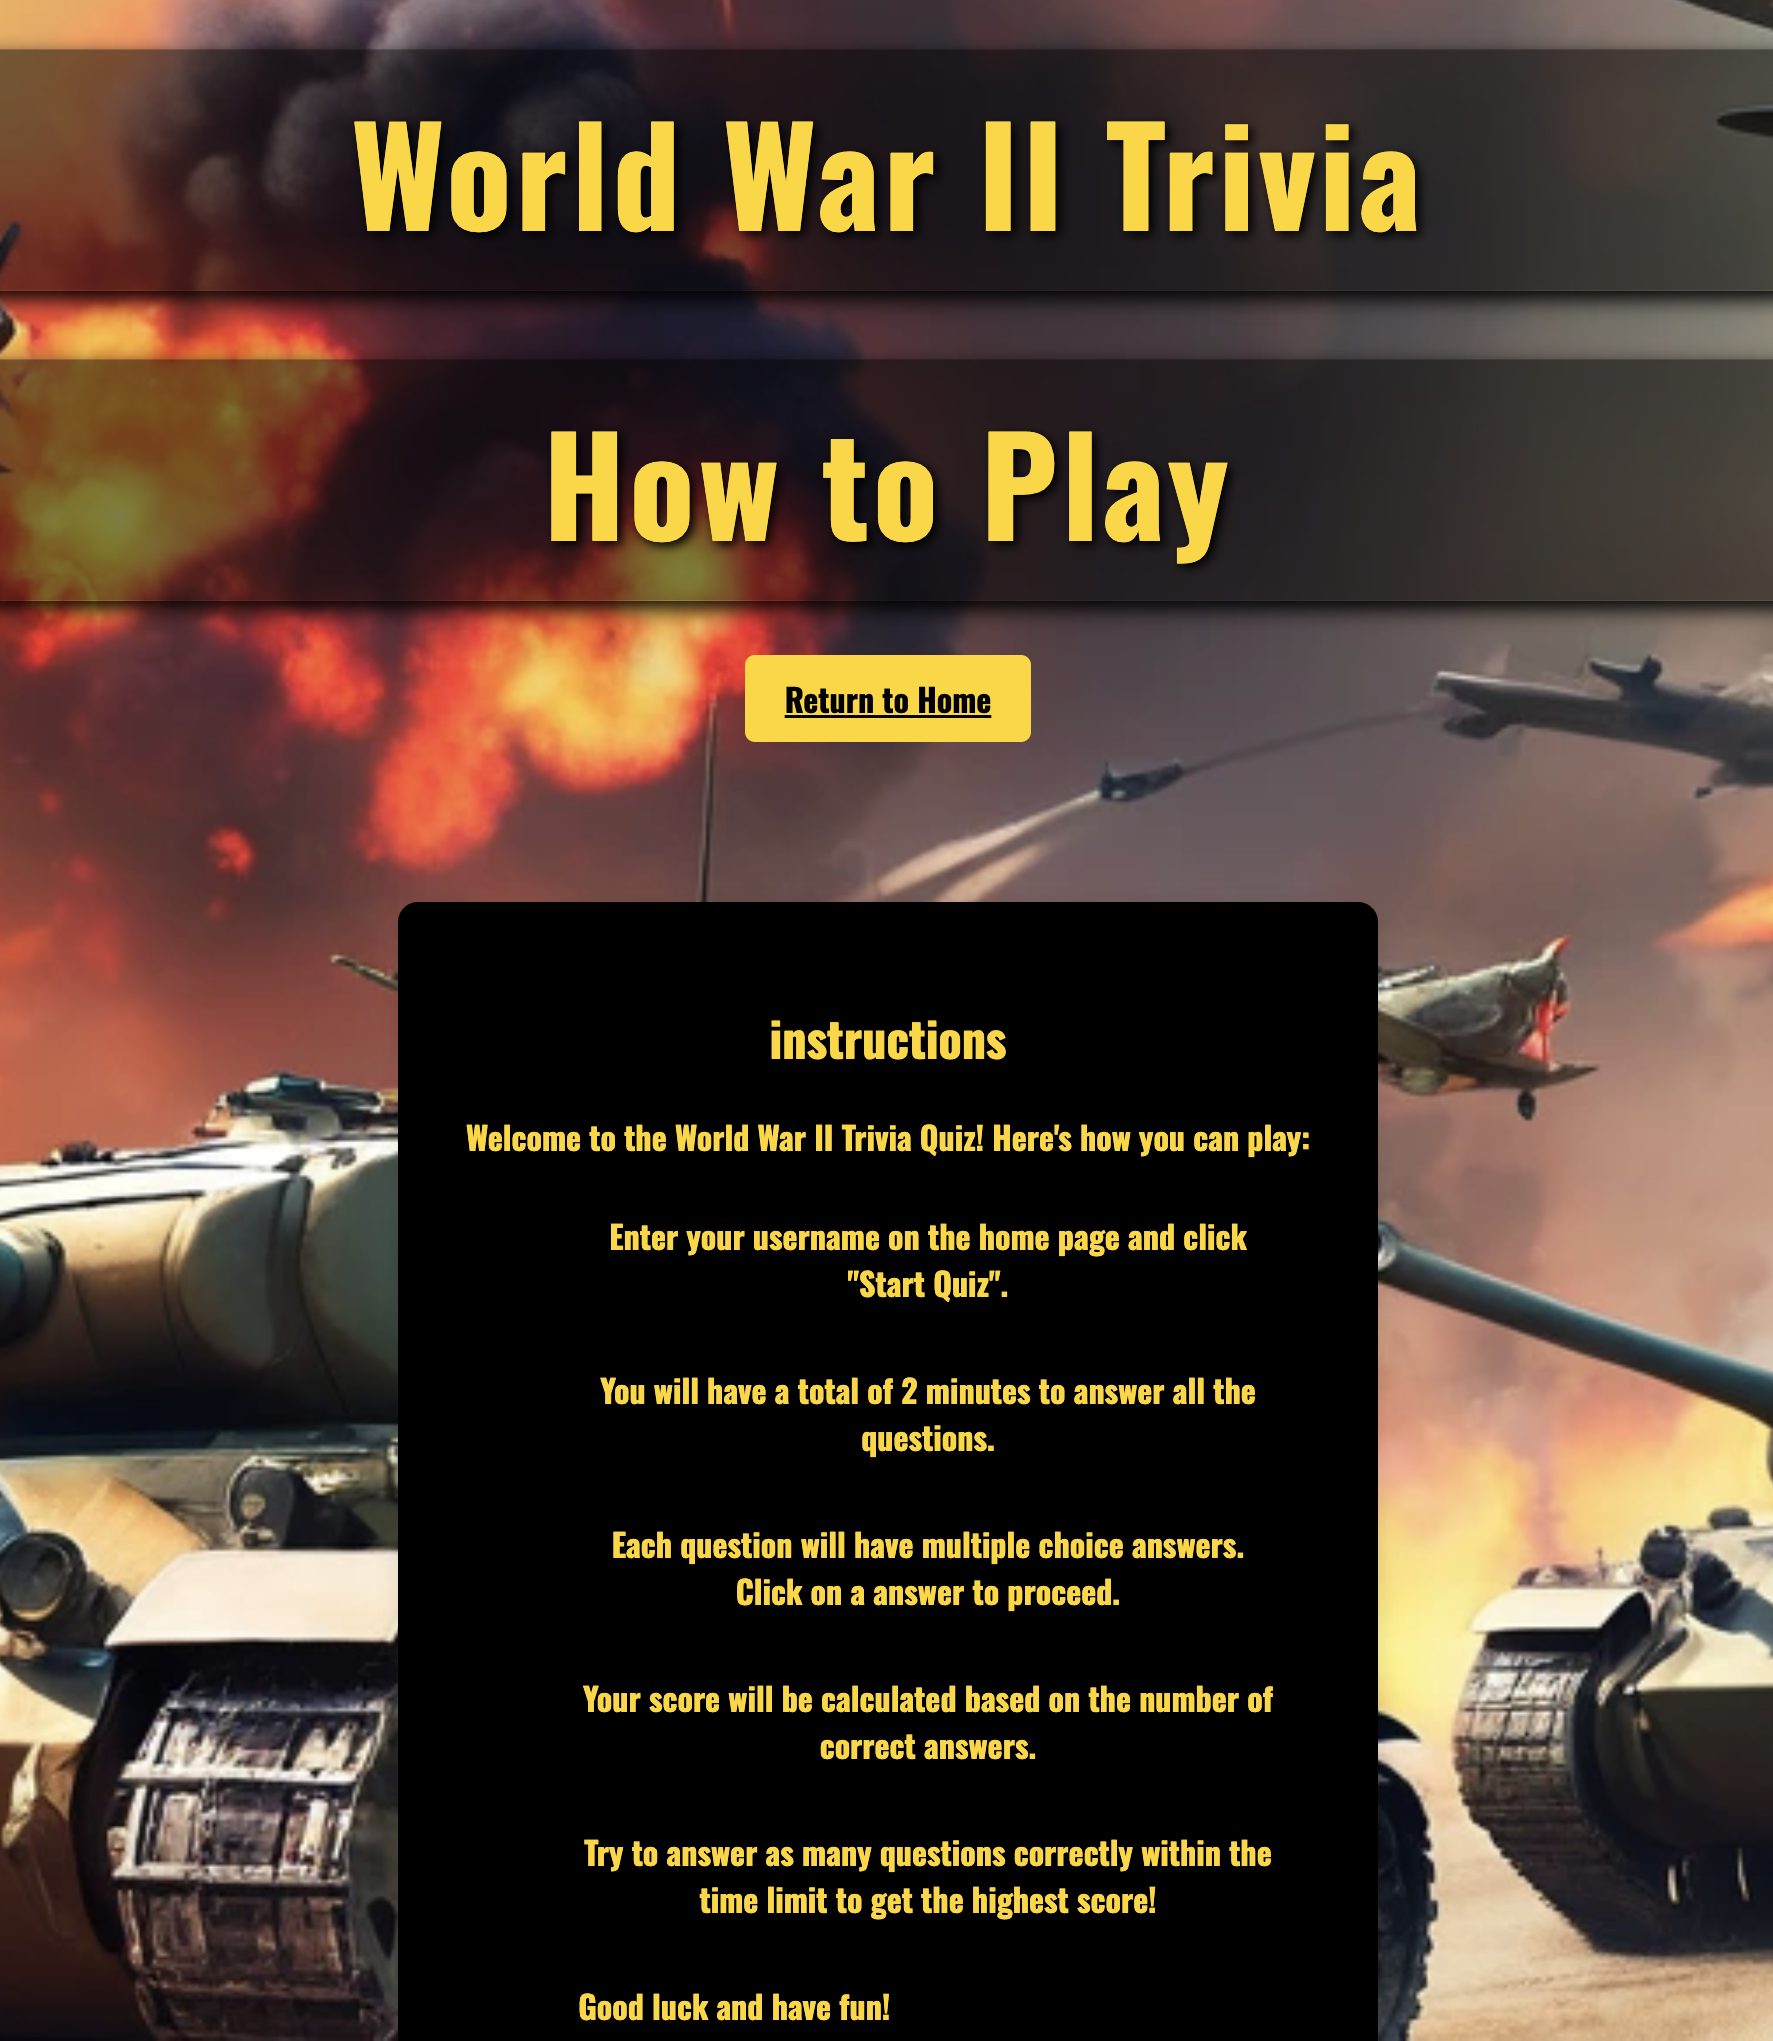 World War II Trivia
How to Play
Return to Home
instructions
Welcome to the World War II Trivia Quiz! Here's how you can play:
Enter your username on the home page and click
"Start Quiz".
You will have a total of 2 minutes to answer all the
questions.
Each question will have multiple choice answers.
Click on a answer to proceed.
Your score will be calculated based on the number of
correct answers.
Try to answer as many questions correctly within the
time limit to get the highest score!
Good luck and have fun!